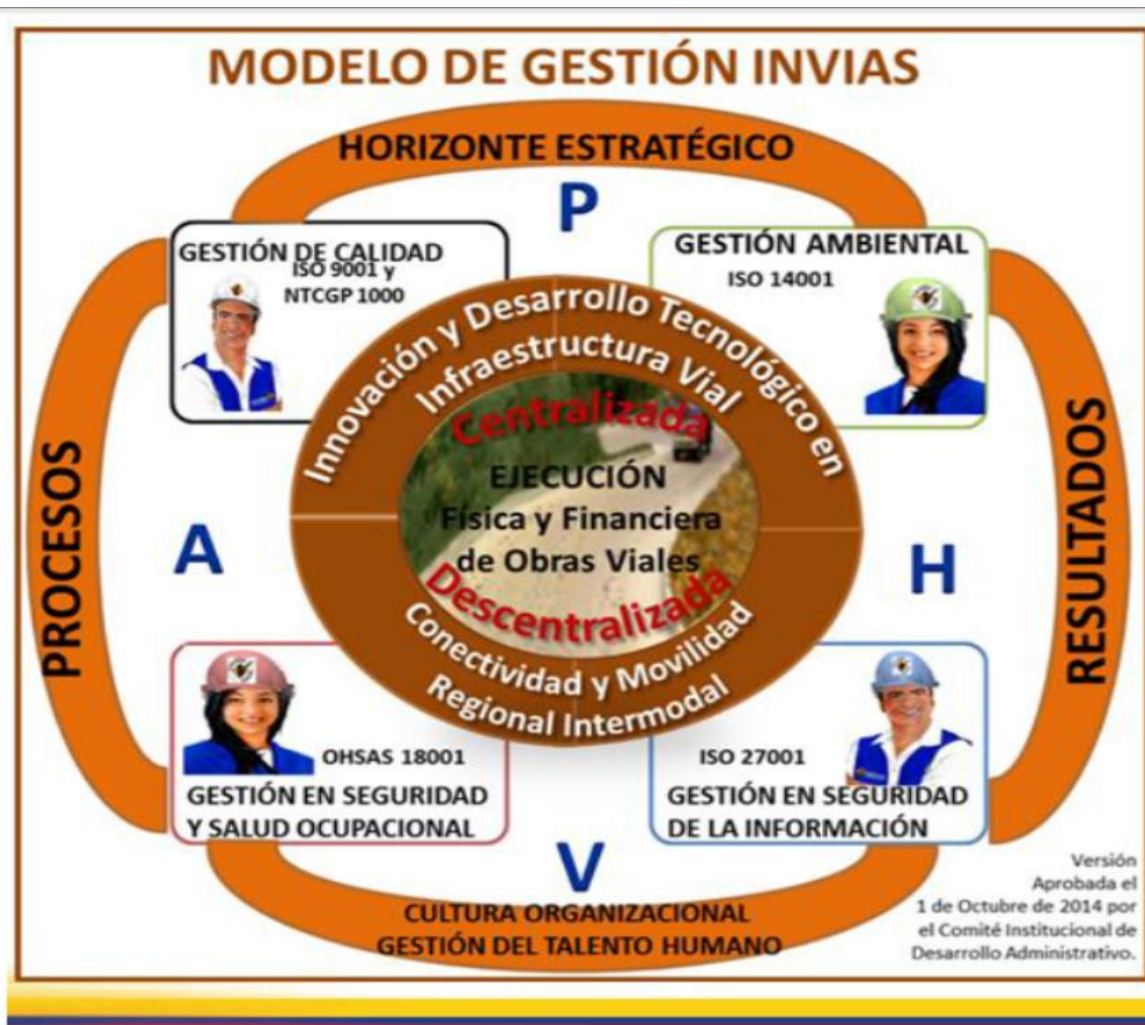 MODELO DE GESTIÓN INVIAS
HORIZONTE ESTRATÉGICO
P
GESTIÓN DE CALIDAD
ISO 9001 y
NTCGP 1000
GESTIÓN AMBIENTAL
ISO 14001
Innovación y Desarrollo Tecnológico en
Infraestructura Vial
Centralizada
EJECUCIÓN
Física y Financiera
de Obras Viales
Descentralizada
Conectividad y Movilidad
Regional Intermodal
PROCESOS
A
H
RESULTADOS
OHSAS 18001
GESTIÓN EN SEGURIDAD
Y SALUD OCUPACIONAL
ISO 27001
GESTIÓN EN SEGURIDAD
DE LA INFORMACIÓN
V
CULTURA ORGANIZACIONAL
GESTIÓN DEL TALENTO HUMANO
Versión
Aprobada el
1 de Octubre de 2014 por
el Comité Institucional de
Desarrollo Administrativo.